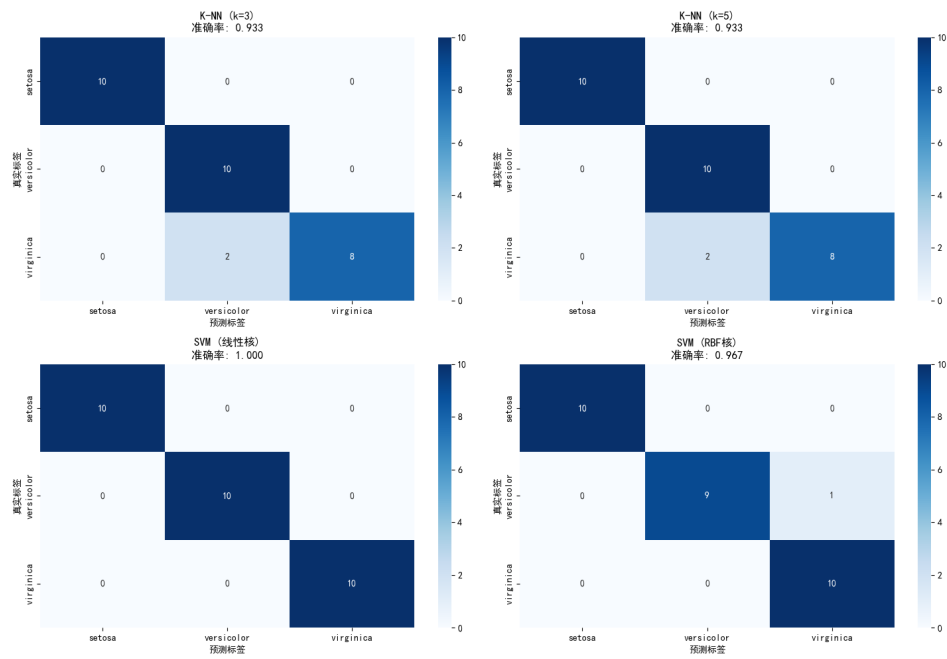 K-NN (k=3)
准确率: 0.933
10 0 0
0 10 0
0 2 8
setosa
versicolor
virginica
真实标签
setosa versicolor virginica
预测标签
10
8
6
4
2
0
K-NN (k=5)
准确率: 0.933
10 0 0
0 10 0
0 2 8
setosa
versicolor
virginica
真实标签
setosa versicolor virginica
预测标签
10
8
6
4
2
0
SVM (线性核)
准确率: 1.000
10 0 0
0 10 0
0 0 10
setosa
versicolor
virginica
真实标签
setosa versicolor virginica
预测标签
10
8
6
4
2
0
SVM (RBF核)
准确率: 0.967
10 0 0
0 9 1
0 0 10
setosa
versicolor
virginica
真实标签
setosa versicolor virginica
预测标签
10
8
6
4
2
0